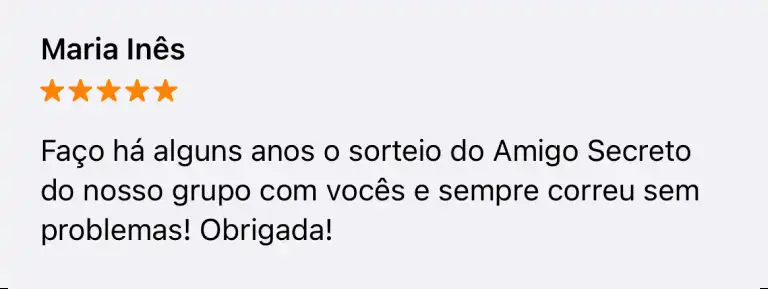 Maria Inês
Faço há alguns anos o sorteio do Amigo Secreto
do nosso grupo com vocês e sempre correu sem
problemas! Obrigada!